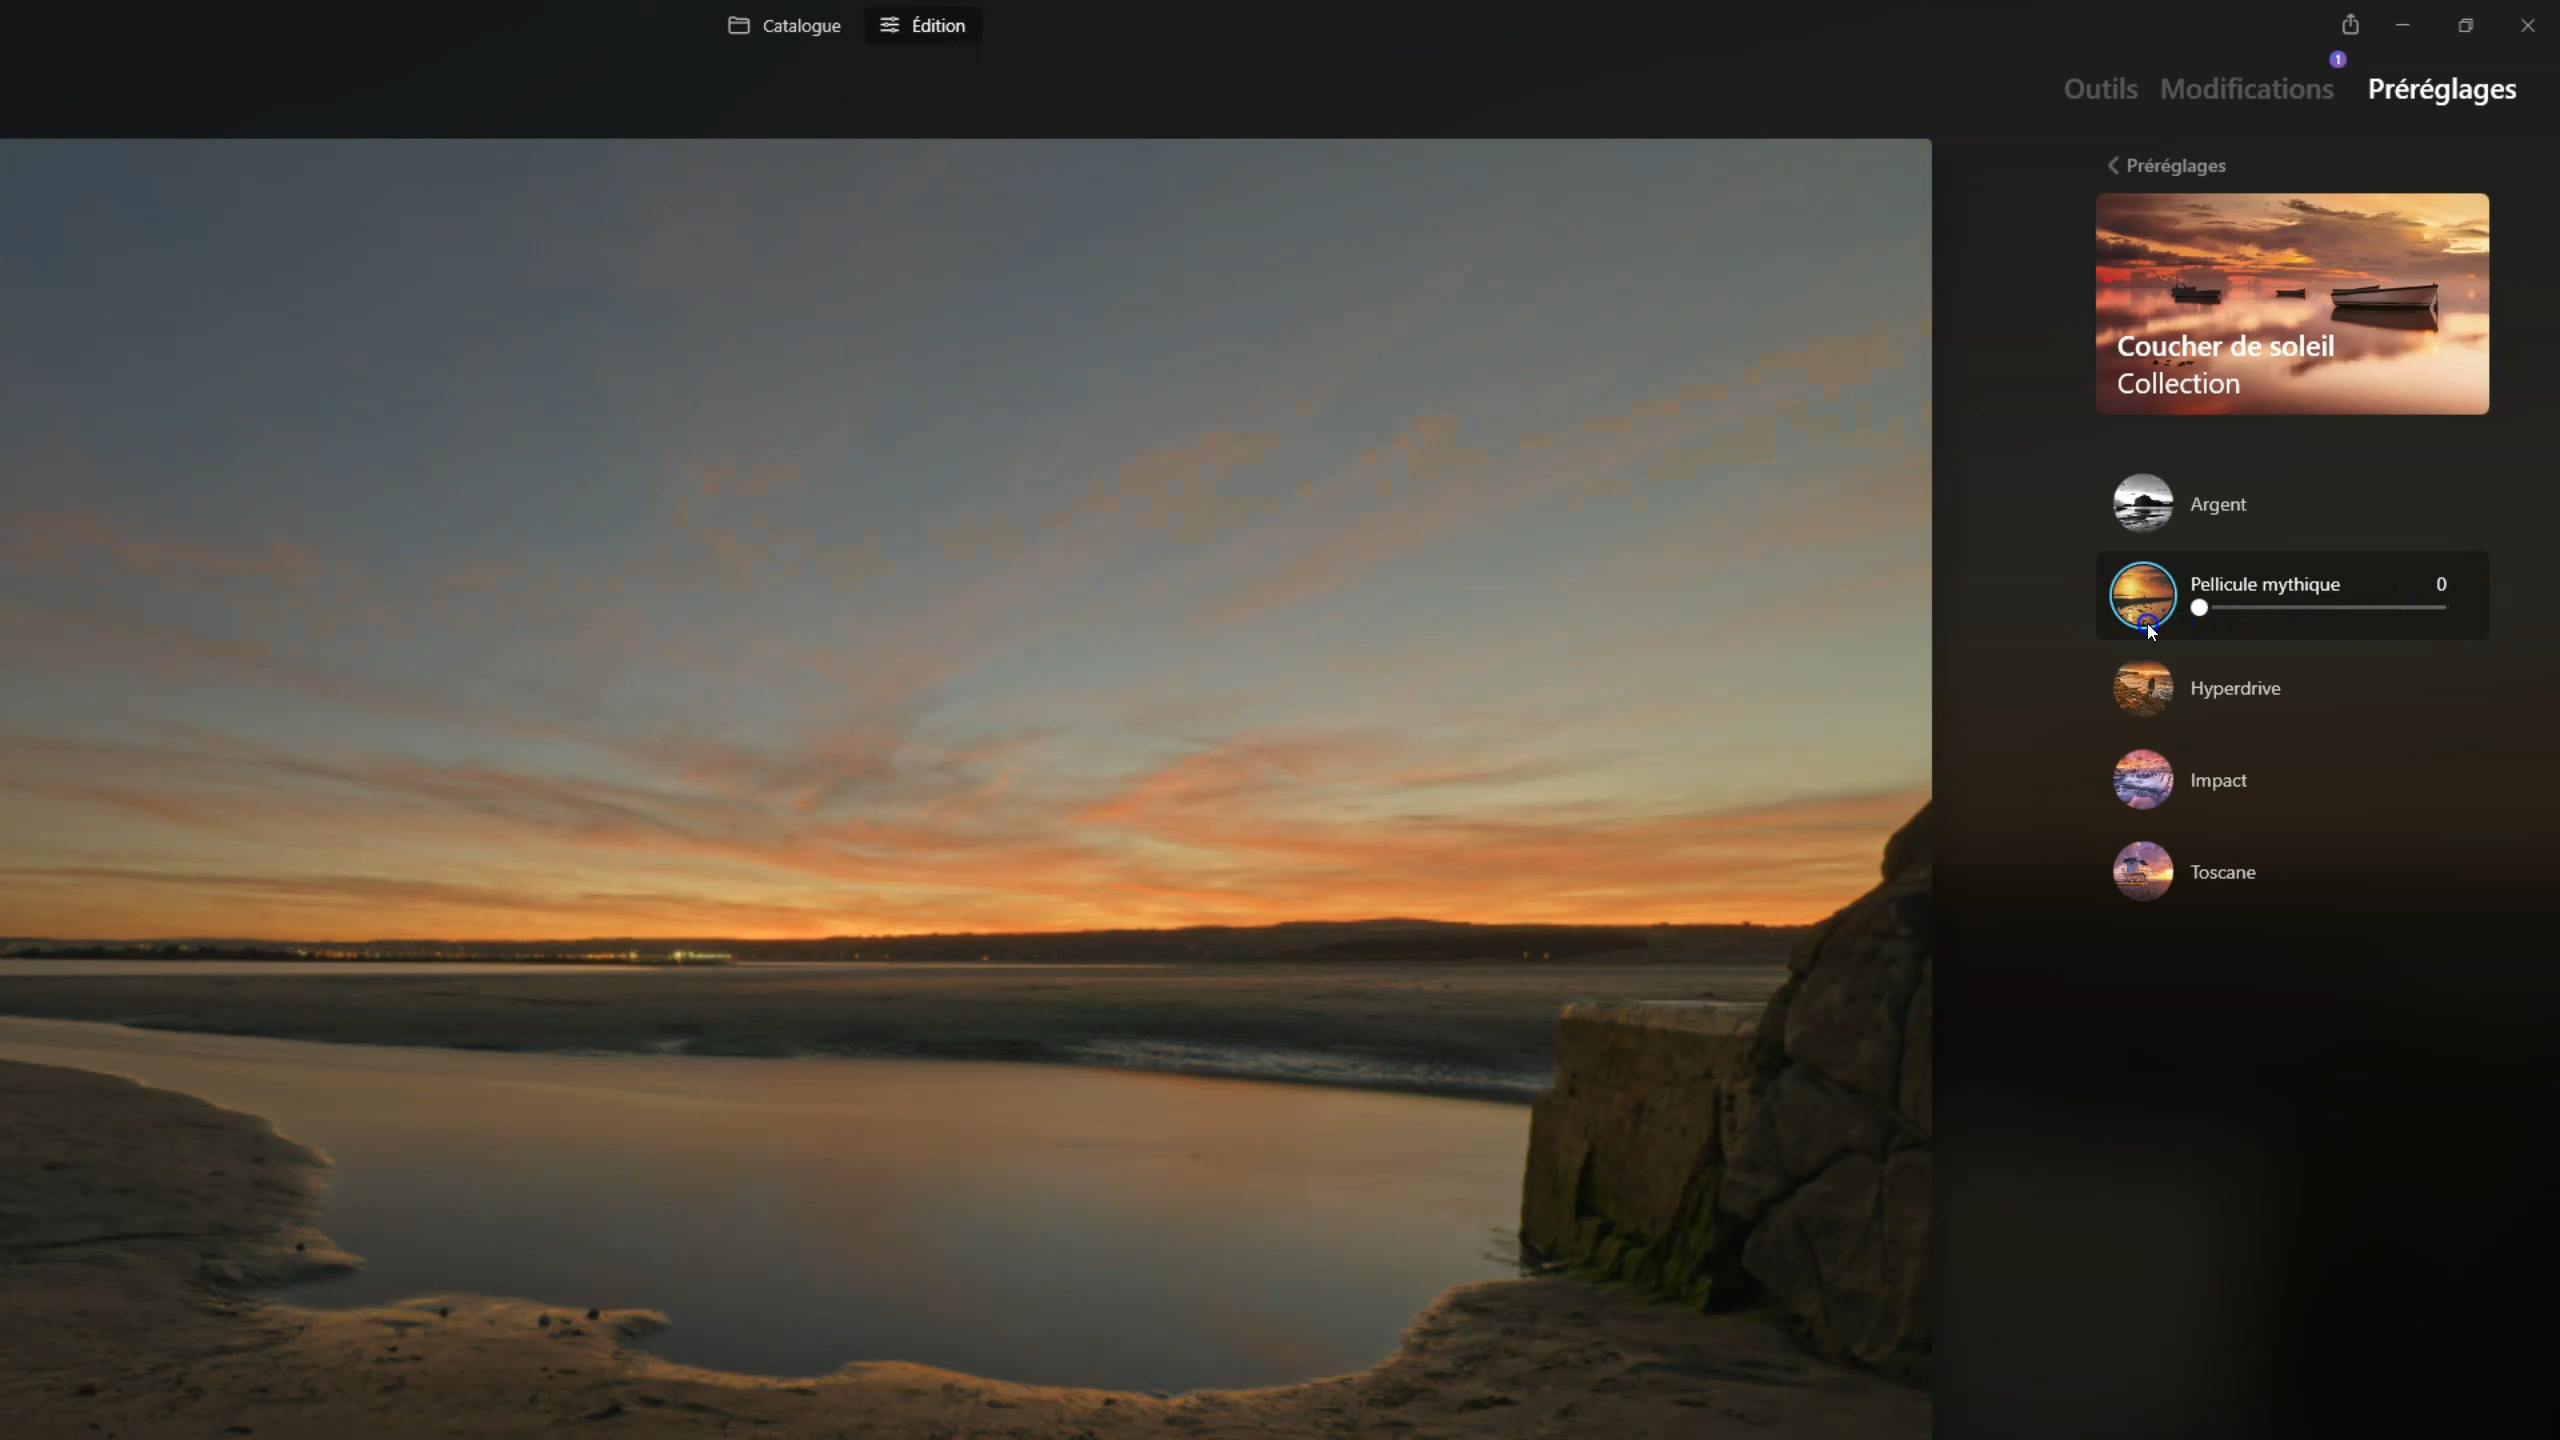 Catalogue
Édition
1
Outils
Modifications
Préréglages
Préréglages
Coucher de soleil
Collection
Argent
Pellicule mythique
0
Hyperdrive
Impact
Toscane